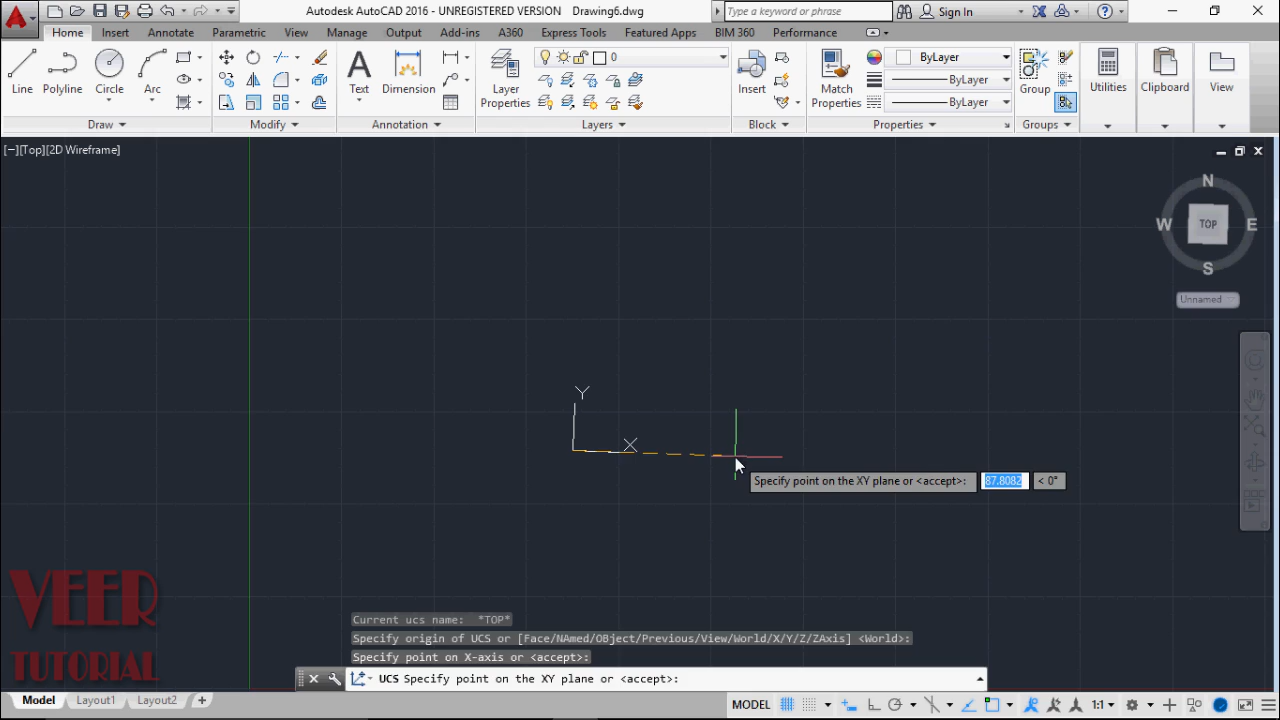 Autodesk AutoCAD 2016 - UNREGISTERED VERSION Drawing6.dwg
Type a keyword or phrase
Sign In
Home Insert Annotate Parametric View Manage Output Add-ins A360 Express Tools Featured Apps BIM 360 Performance
Line Polyline Circle Arc
Text Dimension
Layer Properties
0
Insert
Match Properties
ByLayer
ByLayer
ByLayer
Group
Utilities
Clipboard
View
Draw Modify Annotation Layers Block Properties Groups
[−][Top][2D Wireframe]
N
W TOP E
S
Unnamed
Y
X
Specify point on the XY plane or <accept>: 87.8082 < 0°
VEER
TUTORIAL
Current ucs name: *TOP*
Specify origin of UCS or [Face/NAmed/OBject/Previous/View/World/X/Y/Z/ZAxis] <World>:
Specify point on X-axis or <accept>:
UCS Specify point on the XY plane or <accept>:
Model Layout1 Layout2 +
MODEL 1:1